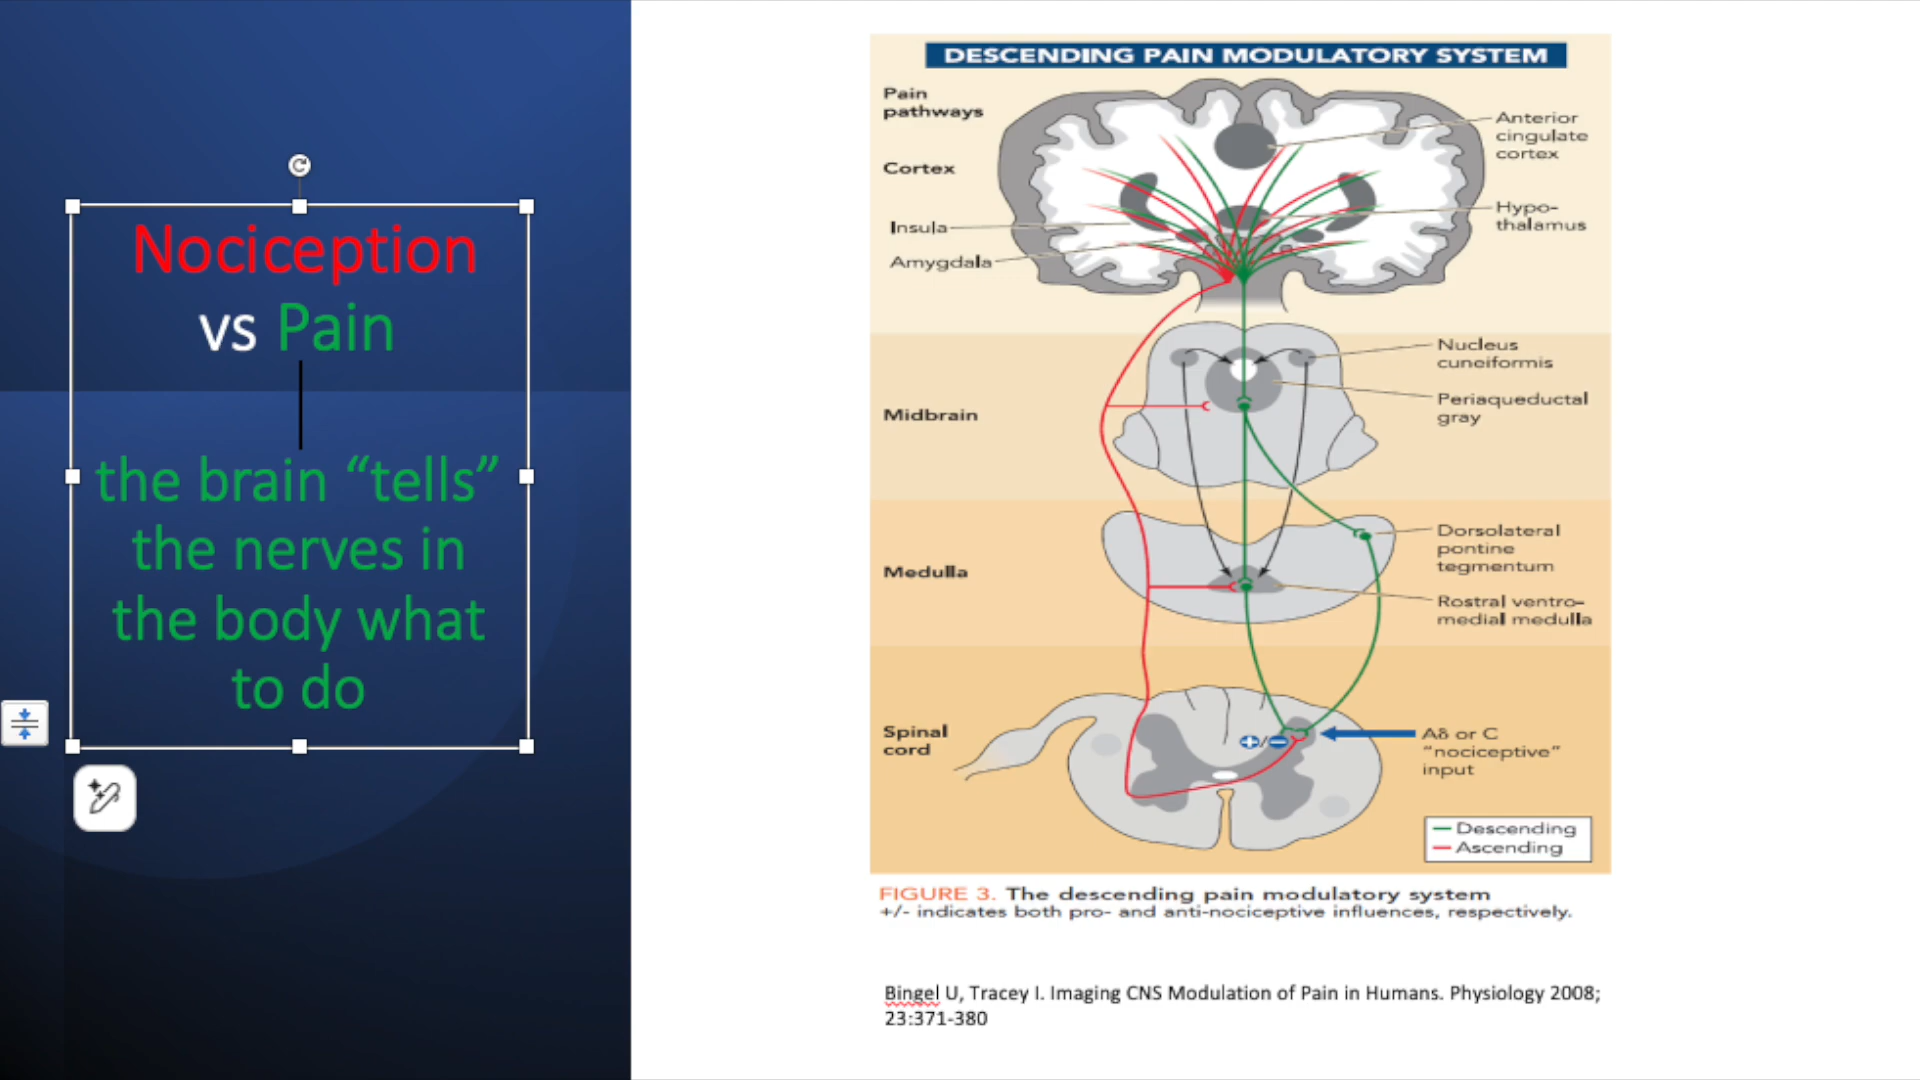 Nociception
vs Pain
the brain “tells”
the nerves in
the body what
to do
DESCENDING PAIN MODULATORY SYSTEM
Pain
pathways
Cortex
Insula
Amygdala
Anterior
cingulate
cortex
Hypo-
thalamus
Midbrain
Nucleus
cuneiformis
Periaqueductal
gray
Medulla
Dorsolateral
pontine
tegmentum
Rostral ventro-
medial medulla
Spinal
cord
+/−
Aδ or C
“nociceptive”
input
Descending
Ascending
FIGURE 3. The descending pain modulatory system
+/- indicates both pro- and anti-nociceptive influences, respectively.
Bingel U, Tracey I. Imaging CNS Modulation of Pain in Humans. Physiology 2008;
23:371-380